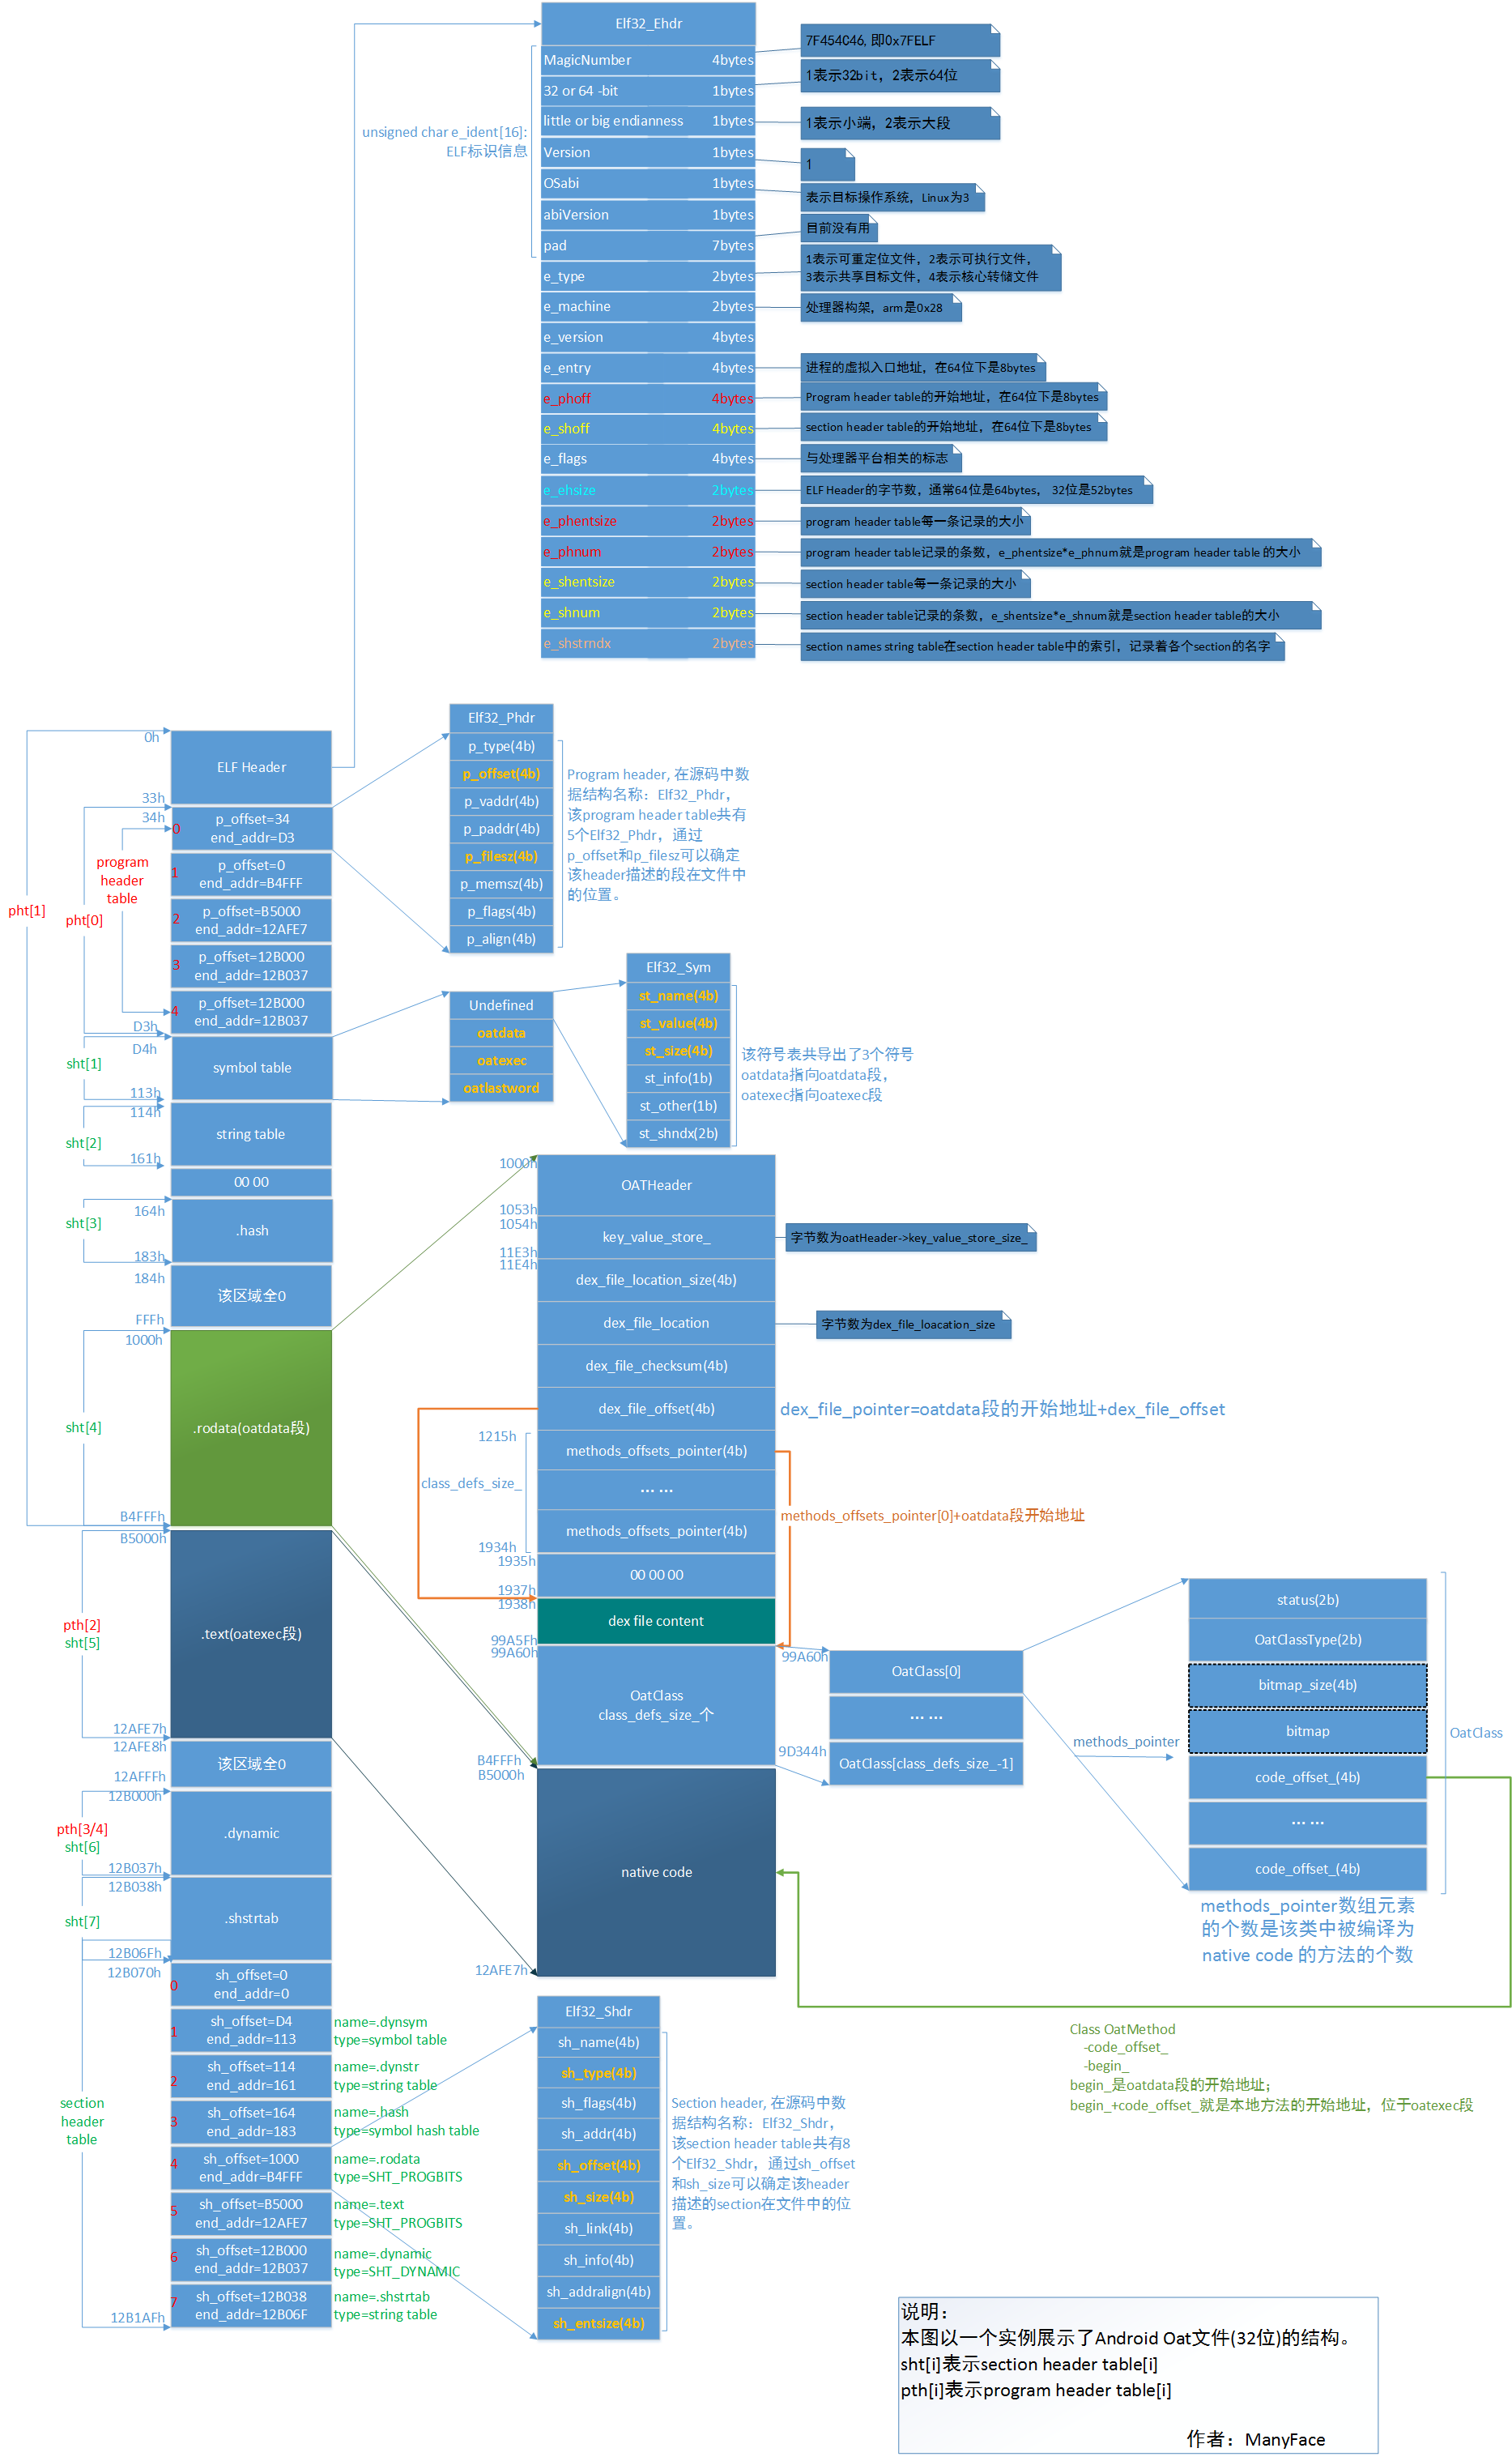 Elf32_Ehdr
MagicNumber 4bytes
7F454C46, 即0x7FELF
32 or 64 -bit 1bytes
1表示32bit，2表示64位
little or big endianness 1bytes
1表示小端，2表示大段
Version 1bytes
1
OSabi 1bytes
表示目标操作系统，Linux为3
abiVersion 1bytes
pad 7bytes
目前没有用
unsigned char e_ident[16]:
ELF标识信息
e_type 2bytes
1表示可重定位文件，2表示可执行文件，
3表示共享目标文件，4表示核心转储文件
e_machine 2bytes
处理器构架，arm是0x28
e_version 4bytes
e_entry 4bytes
进程的虚拟入口地址，在64位下是8bytes
e_phoff 4bytes
Program header table的开始地址，在64位下是8bytes
e_shoff 4bytes
section header table的开始地址，在64位下是8bytes
e_flags 4bytes
与处理器平台相关的标志
e_ehsize 2bytes
ELF Header的字节数，通常64位是64bytes， 32位是52bytes
e_phentsize 2bytes
program header table每一条记录的大小
e_phnum 2bytes
program header table记录的条数，e_phentsize*e_phnum就是program header table 的大小
e_shentsize 2bytes
section header table每一条记录的大小
e_shnum 2bytes
section header table记录的条数，e_shentsize*e_shnum就是section header table的大小
e_shstrndx 2bytes
section names string table在section header table中的索引，记录着各个section的名字
0h
ELF Header
33h
34h
0
p_offset=34
end_addr=D3
1
p_offset=0
end_addr=B4FFF
2
p_offset=B5000
end_addr=12AFE7
3
p_offset=12B000
end_addr=12B037
4
p_offset=12B000
end_addr=12B037
program
header
table
pht[0]
pht[1]
Elf32_Phdr
p_type(4b)
p_offset(4b)
p_vaddr(4b)
p_paddr(4b)
p_filesz(4b)
p_memsz(4b)
p_flags(4b)
p_align(4b)
Program header, 在源码中数
据结构名称：Elf32_Phdr，
该program header table共有
5个Elf32_Phdr，通过
p_offset和p_filesz可以确定
该header描述的段在文件中
的位置。
D3h
D4h
sht[1]
symbol table
113h
114h
sht[2]
string table
161h
00 00
164h
sht[3]
.hash
183h
184h
该区域全0
FFFh
1000h
sht[4]
.rodata(oatdata段)
B4FFFh
B5000h
pth[2]
sht[5]
.text(oatexec段)
12AFE7h
12AFE8h
该区域全0
12AFFFh
12B000h
pth[3/4]
sht[6]
.dynamic
12B037h
12B038h
sht[7]
.shstrtab
12B06Fh
12B070h
Undefined
oatdata
oatexec
oatlastword
Elf32_Sym
st_name(4b)
st_value(4b)
st_size(4b)
st_info(1b)
st_other(1b)
st_shndx(2b)
该符号表共导出了3个符号
oatdata指向oatdata段，
oatexec指向oatexec段
1000h
OATHeader
1053h
1054h
key_value_store_
字节数为oatHeader->key_value_store_size_
11E3h
11E4h
dex_file_location_size(4b)
dex_file_location
字节数为dex_file_loacation_size
dex_file_checksum(4b)
dex_file_offset(4b)
dex_file_pointer=oatdata段的开始地址+dex_file_offset
1215h
methods_offsets_pointer(4b)
class_defs_size_
... ...
methods_offsets_pointer[0]+oatdata段开始地址
methods_offsets_pointer(4b)
1934h
1935h
00 00 00
1937h
1938h
dex file content
99A5Fh
99A60h
OatClass
class_defs_size_个
B4FFFh
B5000h
native code
12AFE7h
99A60h
OatClass[0]
... ...
9D344h
OatClass[class_defs_size_-1]
status(2b)
OatClassType(2b)
bitmap_size(4b)
bitmap
OatClass
methods_pointer
code_offset_(4b)
... ...
code_offset_(4b)
methods_pointer数组元素
的个数是该类中被编译为
native code 的方法的个数
Class OatMethod
-code_offset_
-begin_
begin_是oatdata段的开始地址；
begin_+code_offset_就是本地方法的开始地址，位于oatexec段
section
header
table
0
sh_offset=0
end_addr=0
1
sh_offset=D4
end_addr=113
name=.dynsym
type=symbol table
2
sh_offset=114
end_addr=161
name=.dynstr
type=string table
3
sh_offset=164
end_addr=183
name=.hash
type=symbol hash table
4
sh_offset=1000
end_addr=B4FFF
name=.rodata
type=SHT_PROGBITS
5
sh_offset=B5000
end_addr=12AFE7
name=.text
type=SHT_PROGBITS
6
sh_offset=12B000
end_addr=12B037
name=.dynamic
type=SHT_DYNAMIC
7
sh_offset=12B038
end_addr=12B06F
name=.shstrtab
type=string table
12B1AFh
Elf32_Shdr
sh_name(4b)
sh_type(4b)
sh_flags(4b)
sh_addr(4b)
sh_offset(4b)
sh_size(4b)
sh_link(4b)
sh_info(4b)
sh_addralign(4b)
sh_entsize(4b)
Section header, 在源码中数
据结构名称：Elf32_Shdr，
该section header table共有8
个Elf32_Shdr，通过sh_offset
和sh_size可以确定该header
描述的section在文件中的位
置。
说明：
本图以一个实例展示了Android Oat文件(32位)的结构。
sht[i]表示section header table[i]
pth[i]表示program header table[i]
作者：ManyFace